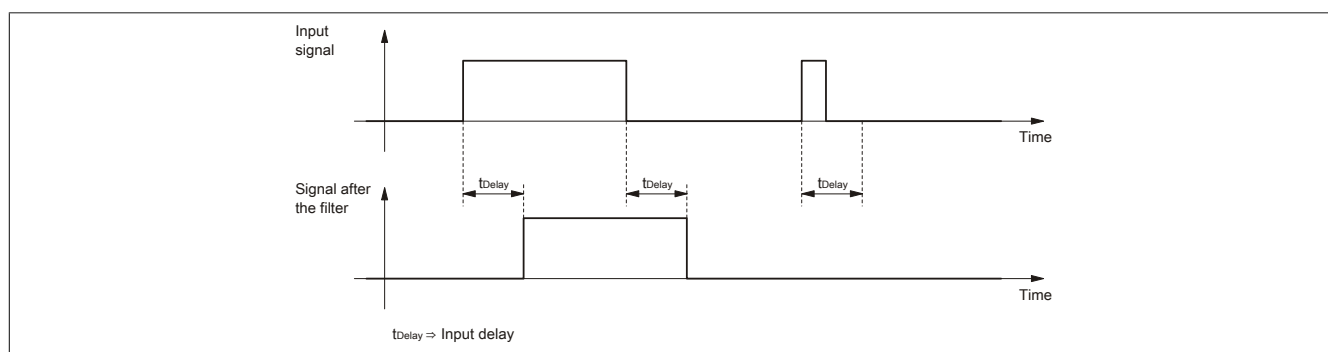 Input
signal
Time
tDelay
tDelay
tDelay
Signal after
the filter
Time
tDelay ⇒ Input delay